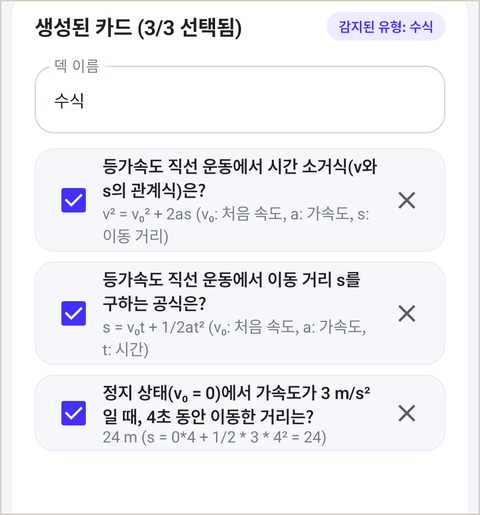 생성된 카드 (3/3 선택됨)
감지된 유형: 수식
덱 이름
수식
등가속도 직선 운동에서 시간 소거식(v와
s의 관계식)은?
v² = v₀² + 2as (v₀: 처음 속도, a: 가속도, s:
이동 거리)
등가속도 직선 운동에서 이동 거리 s를
구하는 공식은?
s = v₀t + 1/2at² (v₀: 처음 속도, a: 가속도,
t: 시간)
정지 상태(v₀ = 0)에서 가속도가 3 m/s²
일 때, 4초 동안 이동한 거리는?
24 m (s = 0*4 + 1/2 * 3 * 4² = 24)